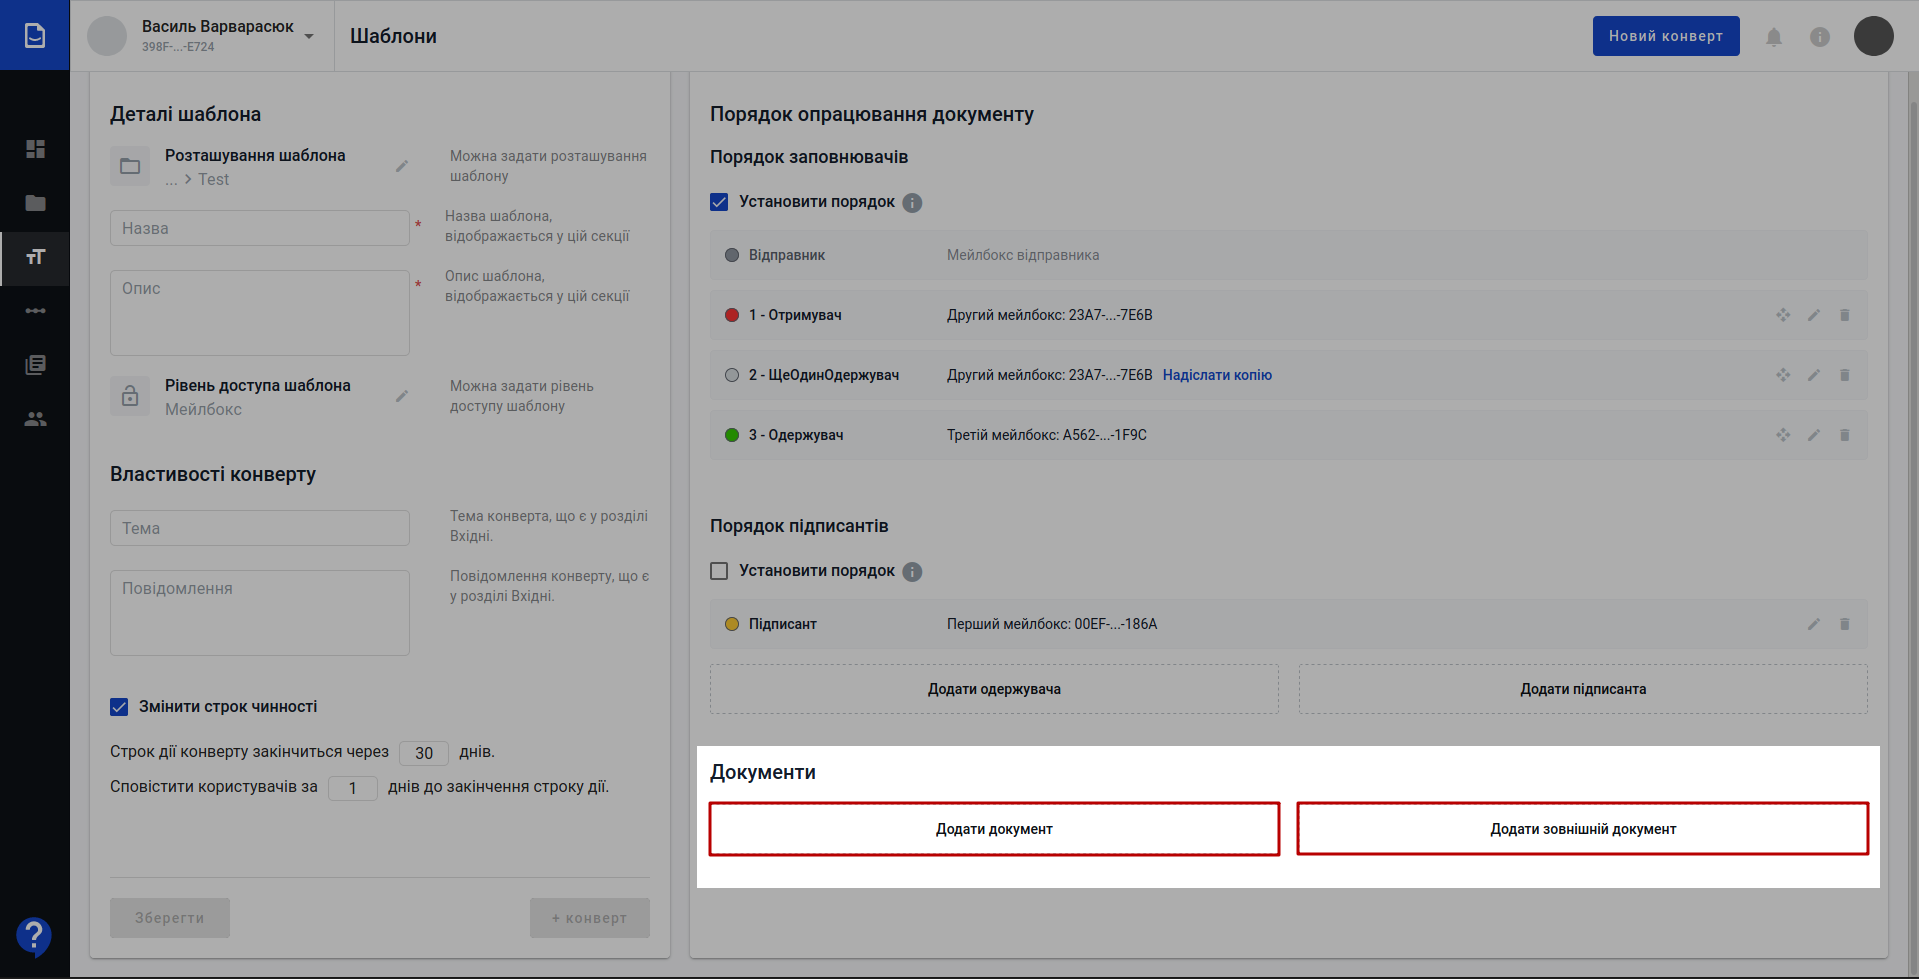 Василь Варварасюк
398F-...-E724
Шаблони
Новий конверт
Деталі шаблона
Розташування шаблона
... > Test
Можна задати розташування
шаблону
Назва
*
Назва шаблона,
відображається у цій секції
Опис
*
Опис шаблона,
відображається у цій секції
Рівень доступа шаблона
Мейлбокс
Можна задати рівень
доступу шаблону
Властивості конверту
Тема
Тема конверта, що є у розділі
Вхідні.
Повідомлення
Повідомлення конверту, що є
у розділі Вхідні.
Змінити строк чинності
Строк дії конверту закінчиться через 30 днів.
Сповістити користувачів за 1 днів до закінчення строку дії.
Зберегти
+ конверт
Порядок опрацювання документу
Порядок заповнювачів
Установити порядок
Відправник Мейлбокс відправника
1 - Отримувач Другий мейлбокс: 23A7-...-7E6B
2 - ЩеОдинОдержувач Другий мейлбокс: 23A7-...-7E6B Надіслати копію
3 - Одержувач Третій мейлбокс: A562-...-1F9C
Порядок підписантів
Установити порядок
Підписант Перший мейлбокс: 00EF-...-186A
Додати одержувача
Додати підписанта
Документи
Додати документ
Додати зовнішній документ